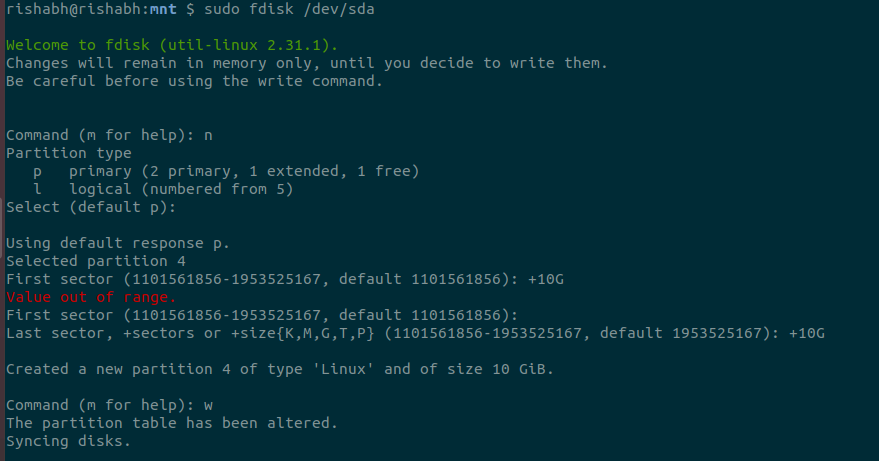 rishabh@rishabh:mnt $ sudo fdisk /dev/sda
Welcome to fdisk (util-linux 2.31.1).
Changes will remain in memory only, until you decide to write them.
Be careful before using the write command.
Command (m for help): n
Partition type
   p   primary (2 primary, 1 extended, 1 free)
   l   logical (numbered from 5)
Select (default p):
Using default response p.
Selected partition 4
First sector (1101561856-1953525167, default 1101561856): +10G
Value out of range.
First sector (1101561856-1953525167, default 1101561856):
Last sector, +sectors or +size{K,M,G,T,P} (1101561856-1953525167, default 1953525167): +10G
Created a new partition 4 of type 'Linux' and of size 10 GiB.
Command (m for help): w
The partition table has been altered.
Syncing disks.